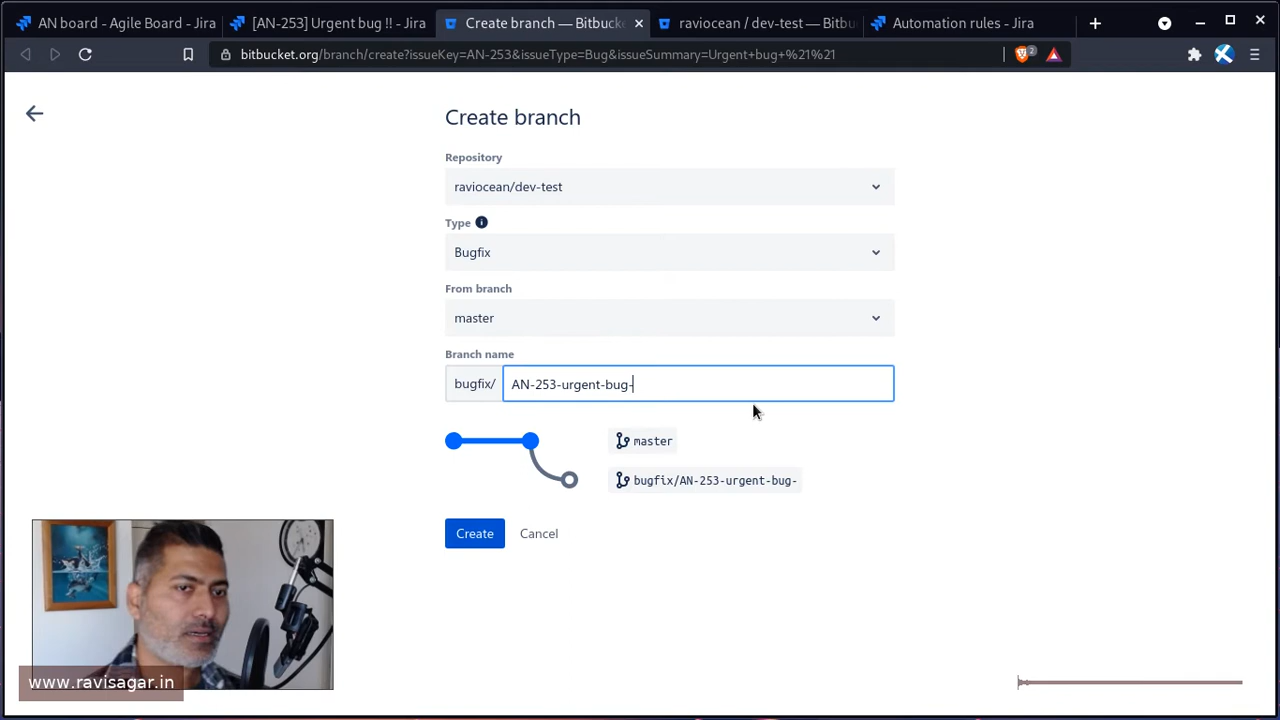 AN board - Agile Board - Jira
[AN-253] Urgent bug !! - Jira
Create branch — Bitbucke
raviocean / dev-test — Bitbu
Automation rules - Jira
bitbucket.org/branch/create?issueKey=AN-253&issueType=Bug&issueSummary=Urgent+bug+%21%21
2
Create branch
Repository
raviocean/dev-test
Type
Bugfix
From branch
master
Branch name
bugfix/ AN-253-urgent-bug-
master
bugfix/AN-253-urgent-bug-
Create Cancel
www.ravisagar.in